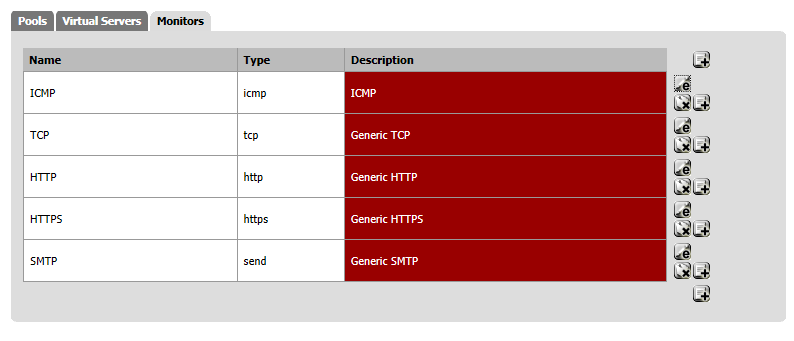 Pools Virtual Servers Monitors
Name Type Description
ICMP icmp ICMP
TCP tcp Generic TCP
HTTP http Generic HTTP
HTTPS https Generic HTTPS
SMTP send Generic SMTP